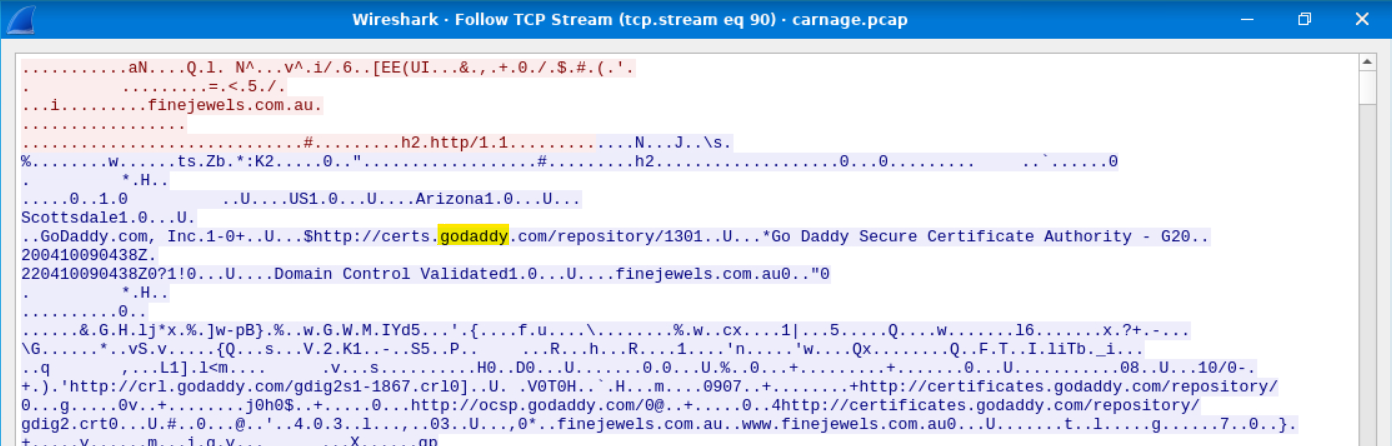 Wireshark · Follow TCP Stream (tcp.stream eq 90) · carnage.pcap
...........aN....Q.l. N^...v^.i/.6..[EE(UI...&.,.+.0./.$.#.(.'.
.          .........=.<.5./.
...i.........finejewels.com.au.
.................
.............................#.........h2.http/1.1.............N...J..\s.
%........w......ts.Zb.*:K2.....0.."..................#.........h2...................0...0.........     ..`......0
.          *.H..
.....0..1.0          ..U....US1.0...U....Arizona1.0...U...
Scottsdale1.0...U.
..GoDaddy.com, Inc.1-0+..U...$http://certs.godaddy.com/repository/1301..U...*Go Daddy Secure Certificate Authority - G20..
200410090438Z.
220410090438Z0?1!0...U....Domain Control Validated1.0...U....finejewels.com.au0.."0
.          *.H..
..........0..
......&.G.H.lj*x.%.]w-pB}.%..w.G.W.M.IYd5...'.{....f.u....\........%.w..cx....1|...5.....Q....w.......l6.......x.?+.-...
\G......*..vS.v.....{Q...s...V.2.K1..-..S5..P..     ...R...h...R....1....'n.....'w....Qx........Q..F.T..I.liTb._i...
..q        ,...L1].l<m....       .v...s..........H0..D0...U.......0.0...U.%..0...+.........+.......0...U...........08..U...10/0-.
+.).'http://crl.godaddy.com/gdig2s1-1867.crl0]..U. .V0T0H..`.H...m....0907..+........+http://certificates.godaddy.com/repository/
0...g.....0v..+........j0h0$..+.....0...http://ocsp.godaddy.com/0@..+.....0..4http://certificates.godaddy.com/repository/
gdig2.crt0...U.#..0...@..'..4.0.3..l...,..03..U...,0*..finejewels.com.au..www.finejewels.com.au0...U.......t..l.....g......7..0..}.